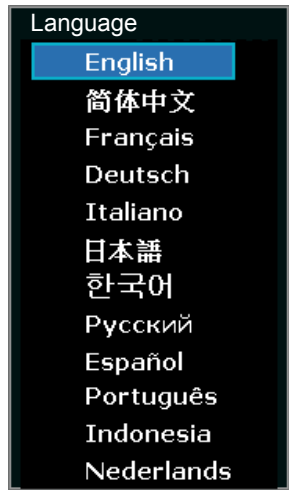 Language
English
简体中文
Français
Deutsch
Italiano
日本語
한국어
Русский
Español
Português
Indonesia
Nederlands